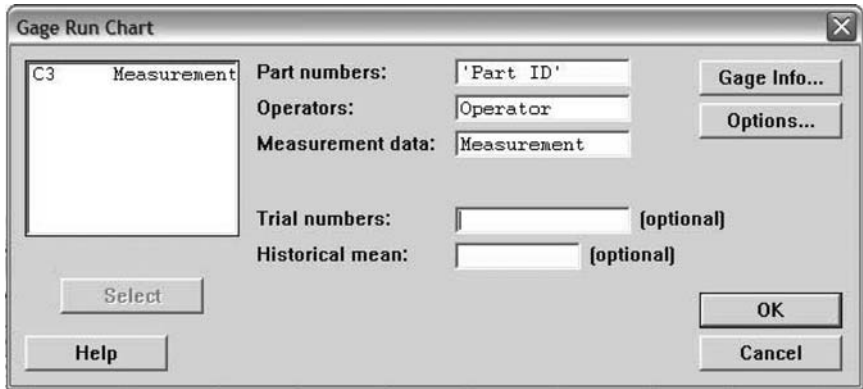 Gage Run Chart
C3 Measurement
Part numbers: 'Part ID'
Operators: Operator
Measurement data: Measurement
Trial numbers: (optional)
Historical mean: (optional)
Gage Info...
Options...
Select
Help
OK
Cancel